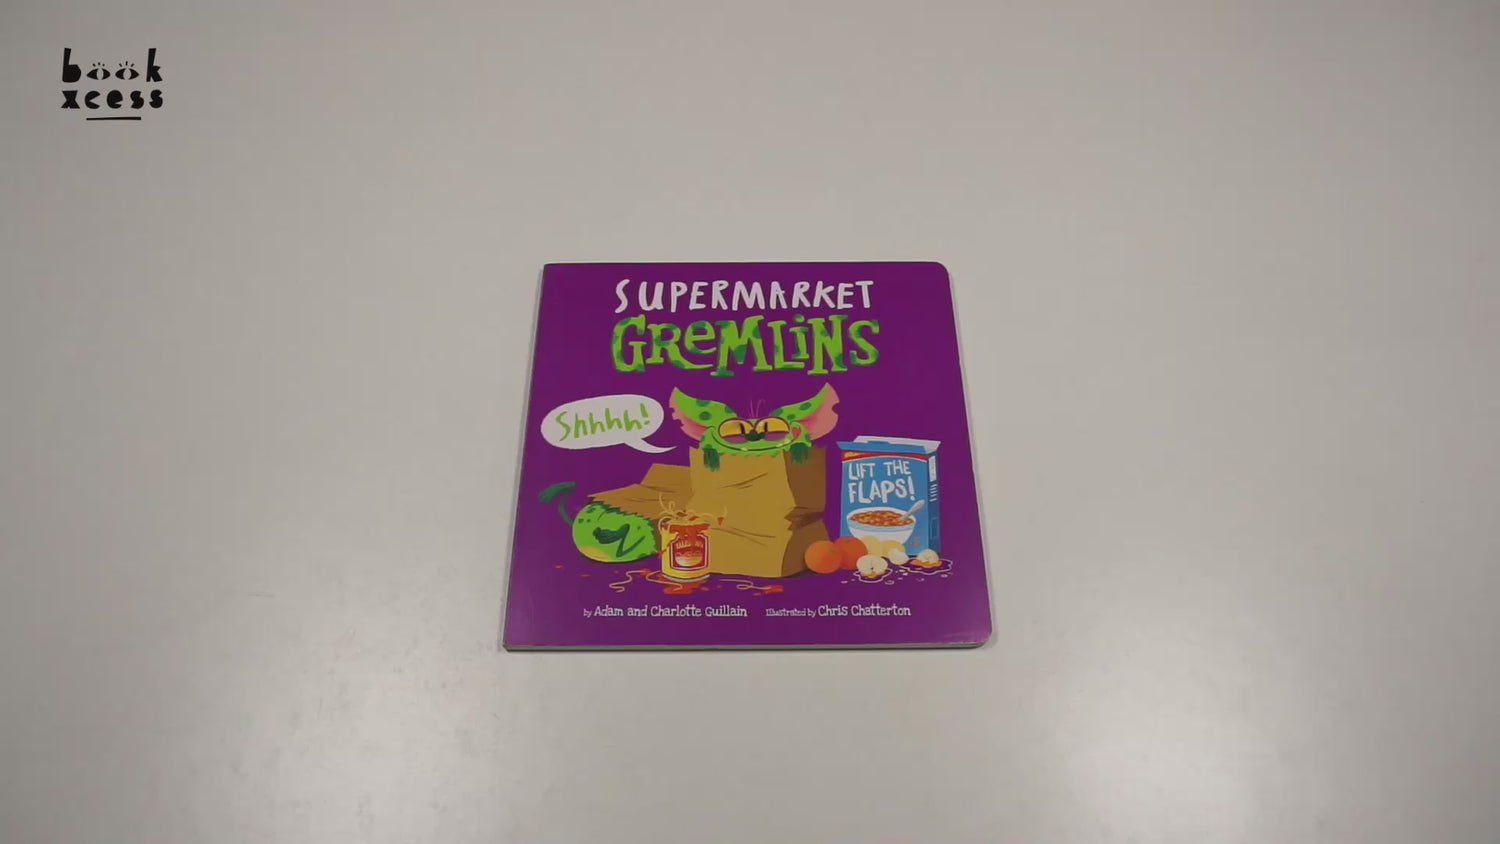 book
xcess
SUPERMARKET
GREMLiNS
Shhhh!
LIFT THE
FLAPS!
by Adam and Charlotte Guillain Illustrated by Chris Chatterton